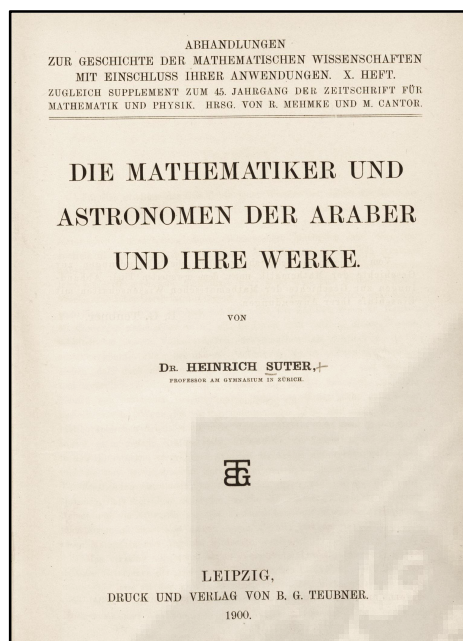 ABHANDLUNGEN
ZUR GESCHICHTE DER MATHEMATISCHEN WISSENSCHAFTEN
MIT EINSCHLUSS IHRER ANWENDUNGEN. X. HEFT.
ZUGLEICH SUPPLEMENT ZUM 45. JAHRGANG DER ZEITSCHRIFT FÜR
MATHEMATIK UND PHYSIK. HRSG. VON R. MEHMKE UND M. CANTOR.
DIE MATHEMATIKER UND
ASTRONOMEN DER ARABER
UND IHRE WERKE.
VON
DR. HEINRICH SUTER,
PROFESSOR AM GYMNASIUM IN ZÜRICH.
BGT
LEIPZIG,
DRUCK UND VERLAG VON B. G. TEUBNER.
1900.